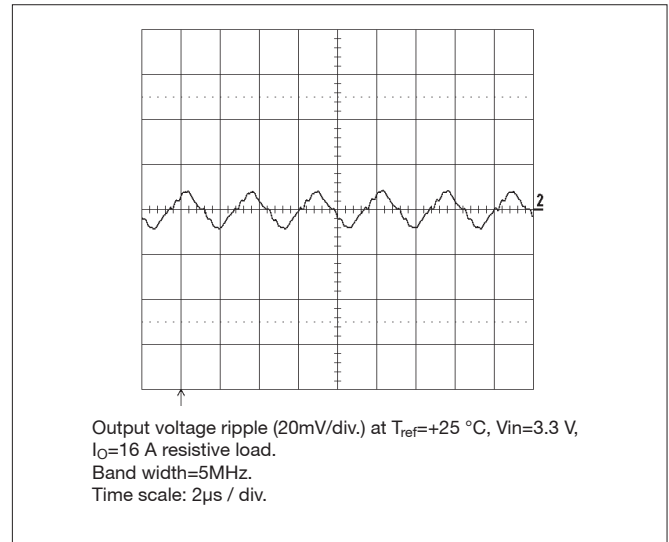 2
Output voltage ripple (20mV/div.) at Tref=+25 °C, Vin=3.3 V,
IO=16 A resistive load.
Band width=5MHz.
Time scale: 2µs / div.